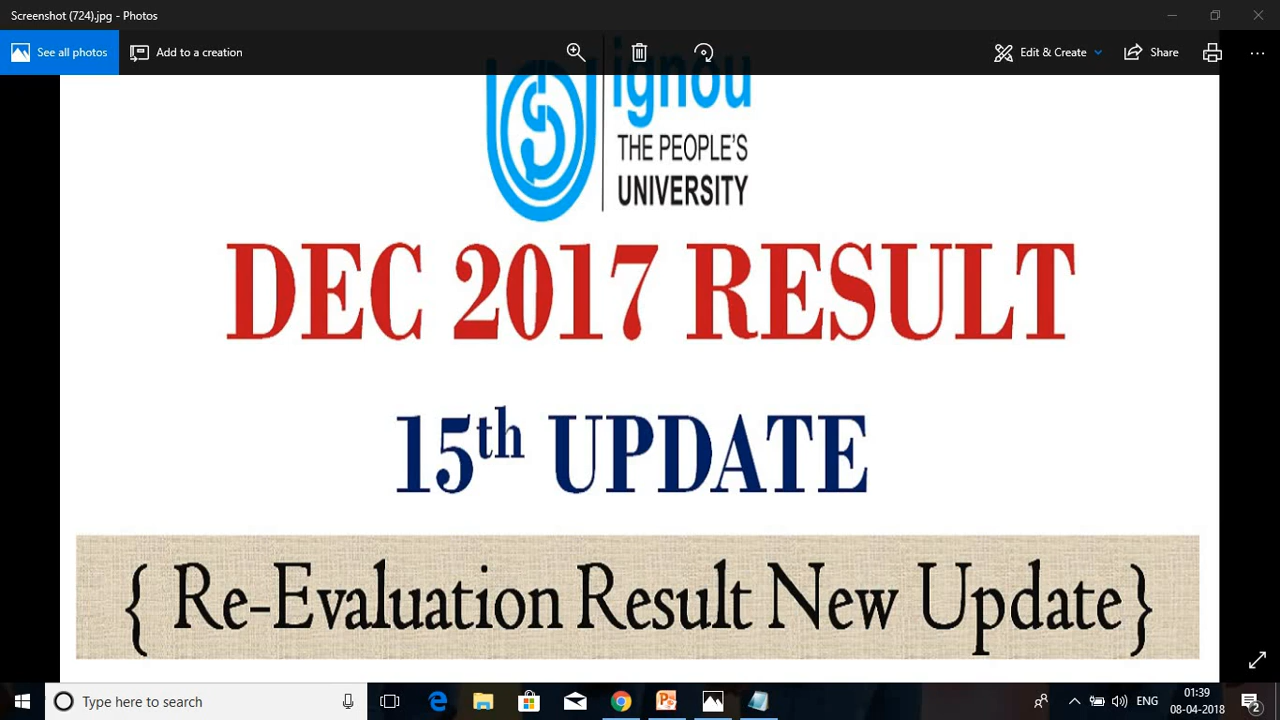 Screenshot (724).jpg - Photos
See all photos
Add to a creation
Edit & Create
Share
ignou
THE PEOPLE'S
UNIVERSITY
DEC 2017 RESULT
15th UPDATE
{ Re-Evaluation Result New Update}
Type here to search
ENG
01:39
08-04-2018
2